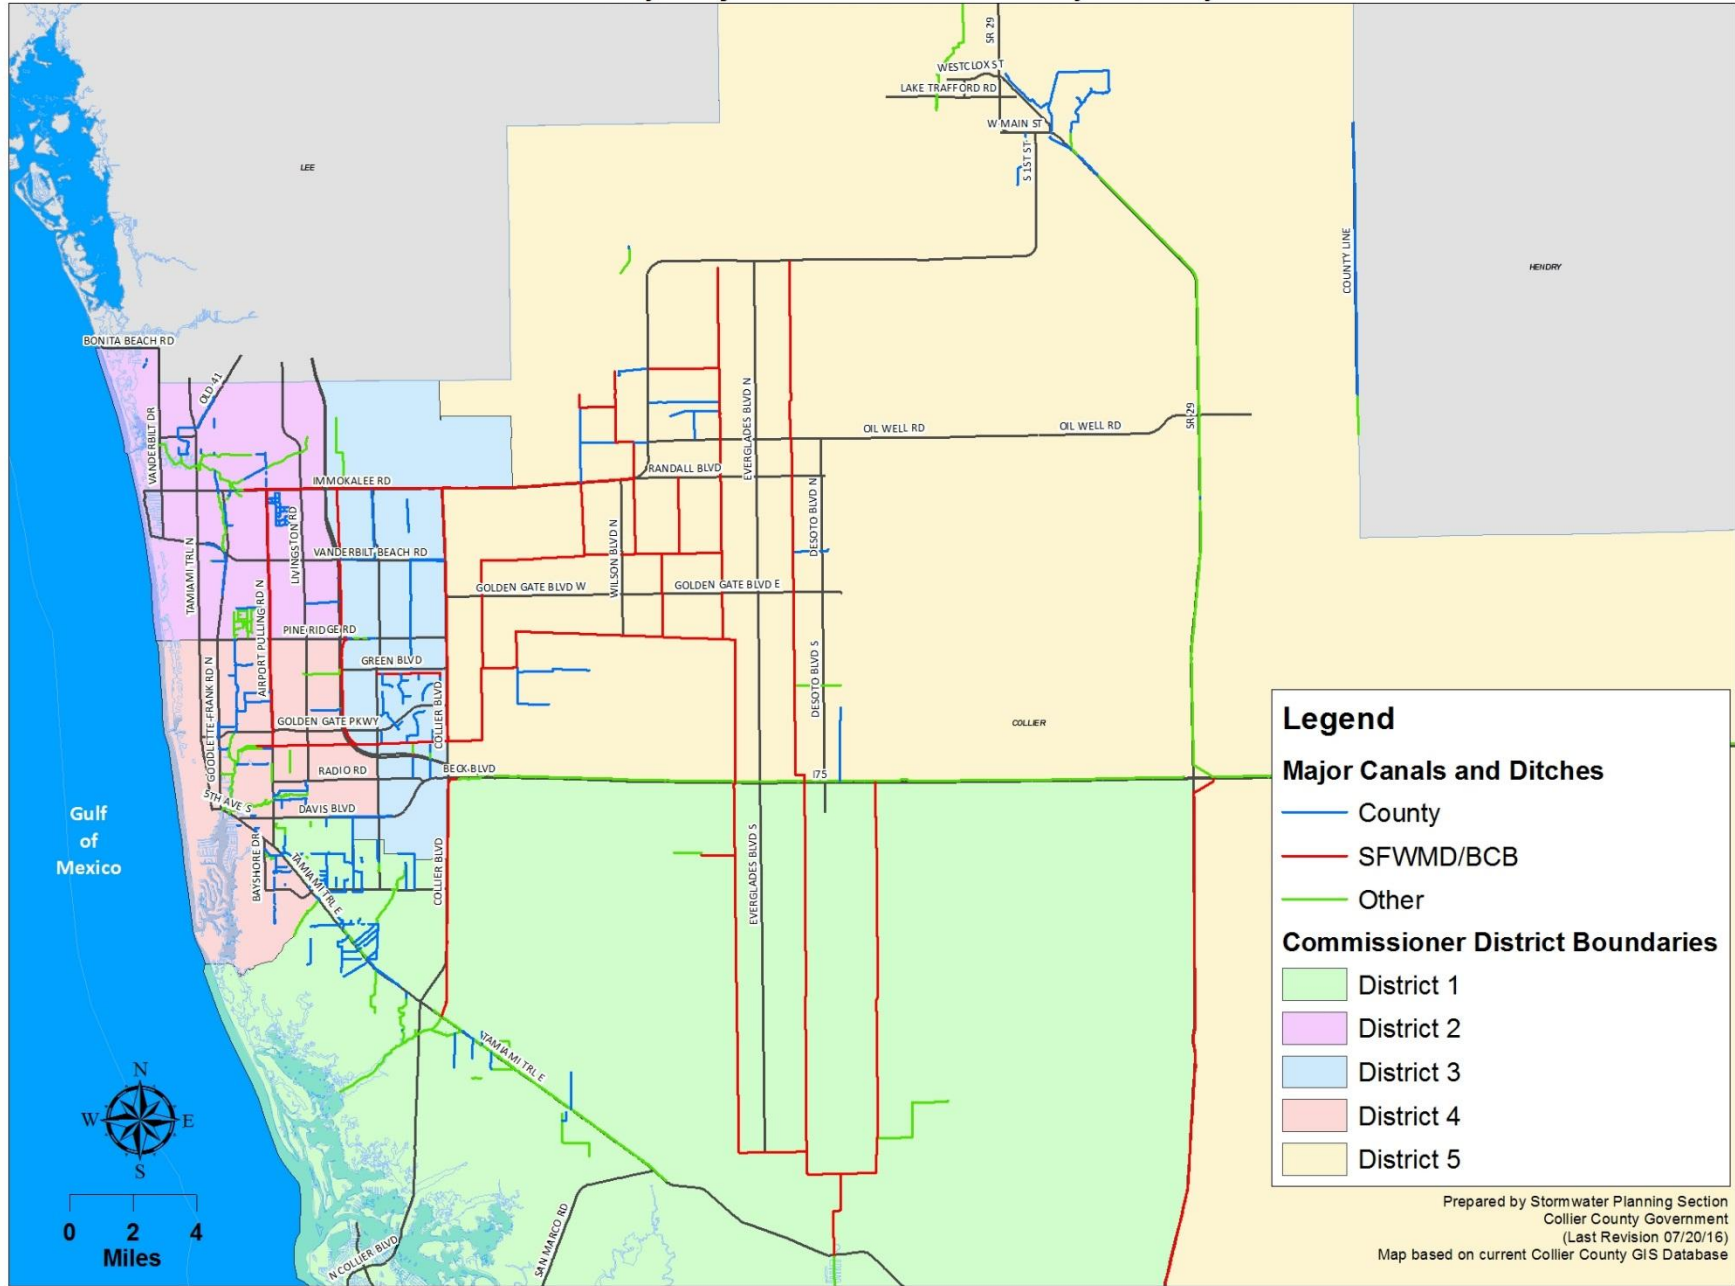 SR 29
WESTCLOX ST
LAKE TRAFFORD RD
W MAIN ST
S 1ST ST
LEE
COUNTY LINE
HENDRY
BONITA BEACH RD
OLD 41
VANDERBILT DR
EVERGLADES BLVD N
OIL WELL RD
OIL WELL RD
SR 29
RANDALL BLVD
IMMOKALEE RD
LIVINGSTON RD
WILSON BLVD N
DESOTO BLVD N
TAMIAMI TRL N
VANDERBILT BEACH RD
GOLDEN GATE BLVD W
GOLDEN GATE BLVD E
AIRPORT PULLING RD N
PINE RIDGE RD
GREEN BLVD
GOODLETTE-FRANK RD N
COLLIER BLVD
DESOTO BLVD S
GOLDEN GATE PKWY
COLLIER
RADIO RD
BECK BLVD
I75
5TH AVE S
DAVIS BLVD
BAYSHORE DR
TAMIAMI TRL E
COLLIER BLVD
EVERGLADES BLVD S
TAMIAMI TRL E
SAN MARCO RD
N COLLIER BLVD
Gulf
of
Mexico
N
W E
S
0 2 4
Miles
Legend
Major Canals and Ditches
County
SFWMD/BCB
Other
Commissioner District Boundaries
District 1
District 2
District 3
District 4
District 5
Prepared by Stormwater Planning Section
Collier County Government
(Last Revision 07/20/16)
Map based on current Collier County GIS Database